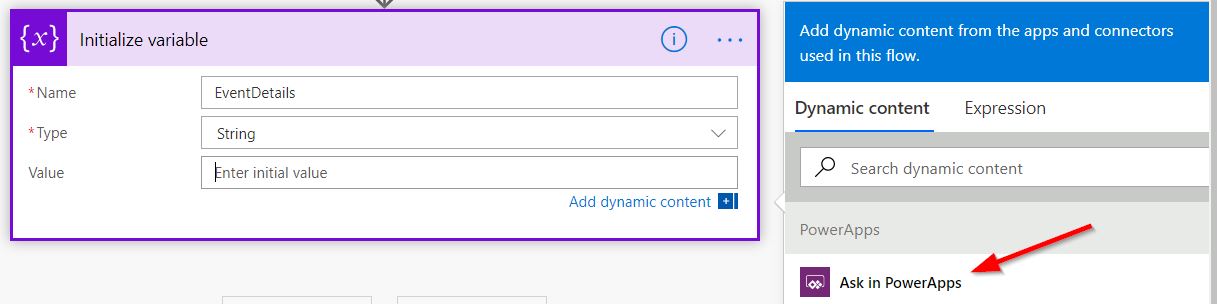 {x} Initialize variable
*Name EventDetails
*Type String
Value Enter initial value
Add dynamic content
Add dynamic content from the apps and connectors
used in this flow.
Dynamic content Expression
Search dynamic content
PowerApps
Ask in PowerApps